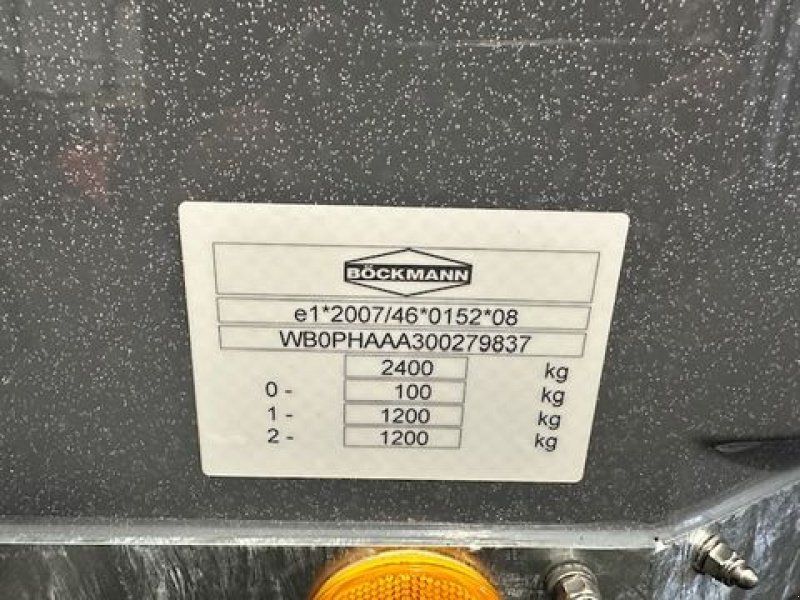 BÖCKMANN
e1*2007/46*0152*08
WB0PHAAA300279837
2400 kg
0 - 100 kg
1 - 1200 kg
2 - 1200 kg